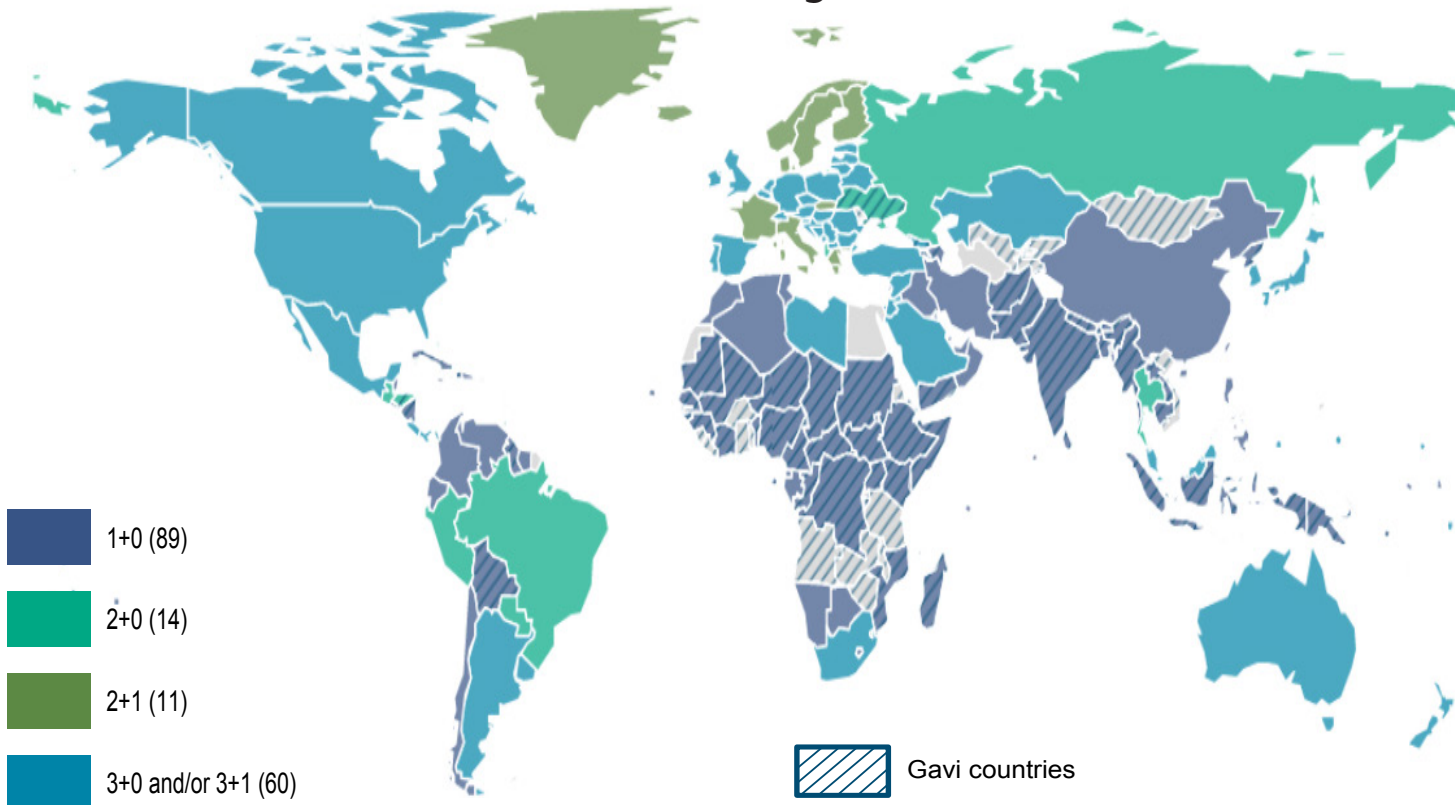 1+0 (89)
2+0 (14)
2+1 (11)
3+0 and/or 3+1 (60)
Gavi countries